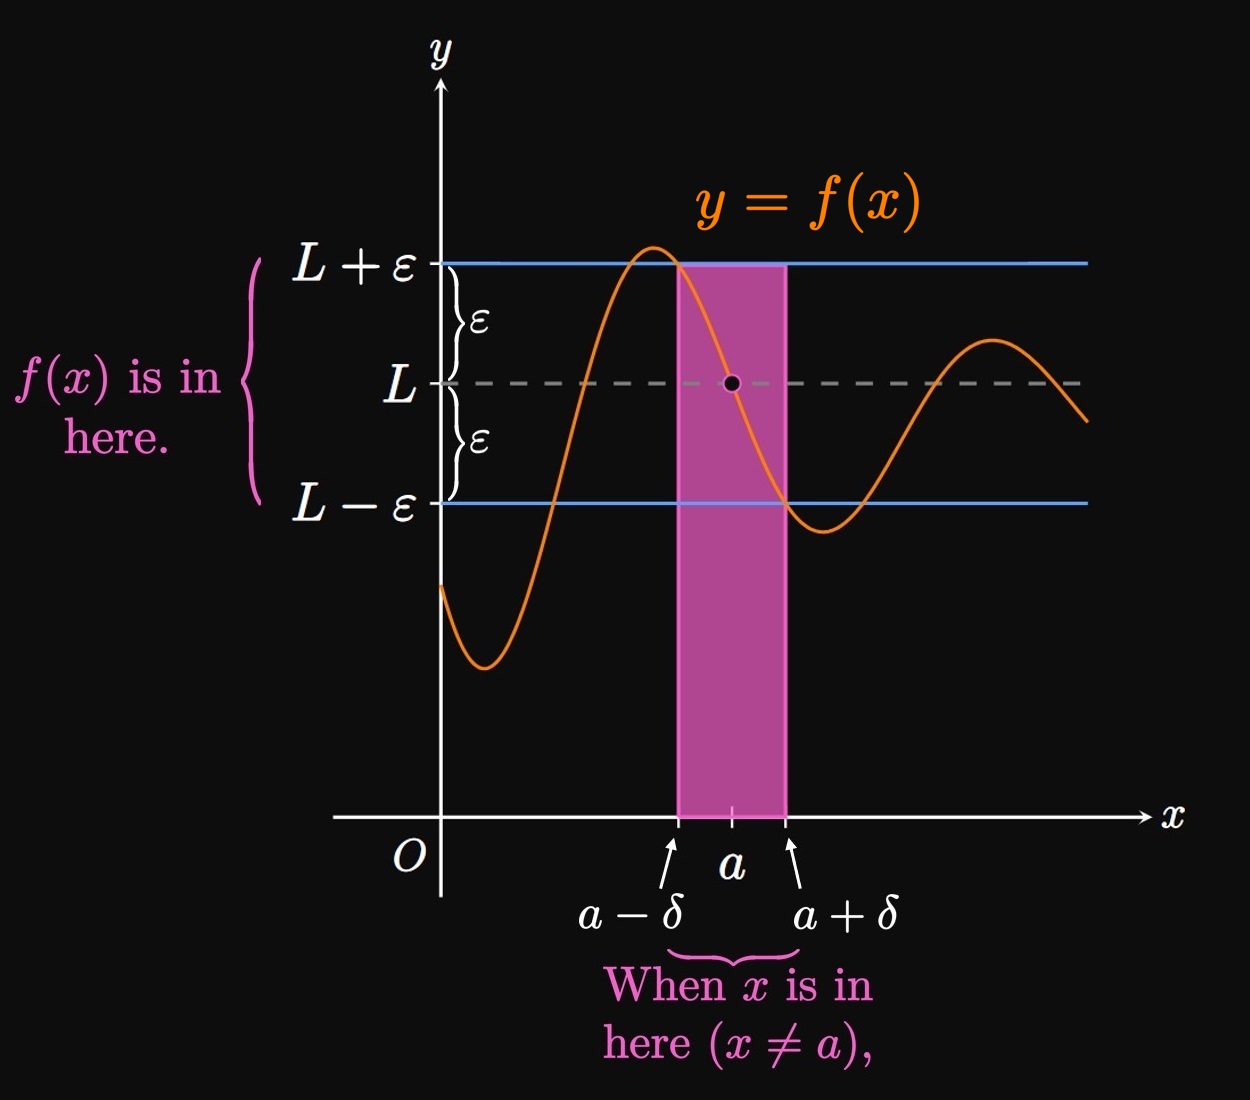 y
y = f(x)
L + ε
ε
f(x) is in
here.
L
ε
L − ε
x
O
a
a − δ
a + δ
When x is in
here (x ≠ a),